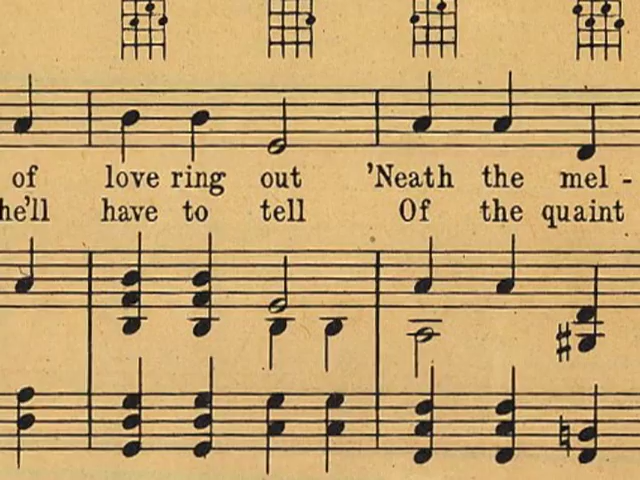 of love ring out 'Neath the mel -
he'll have to tell Of the quaint